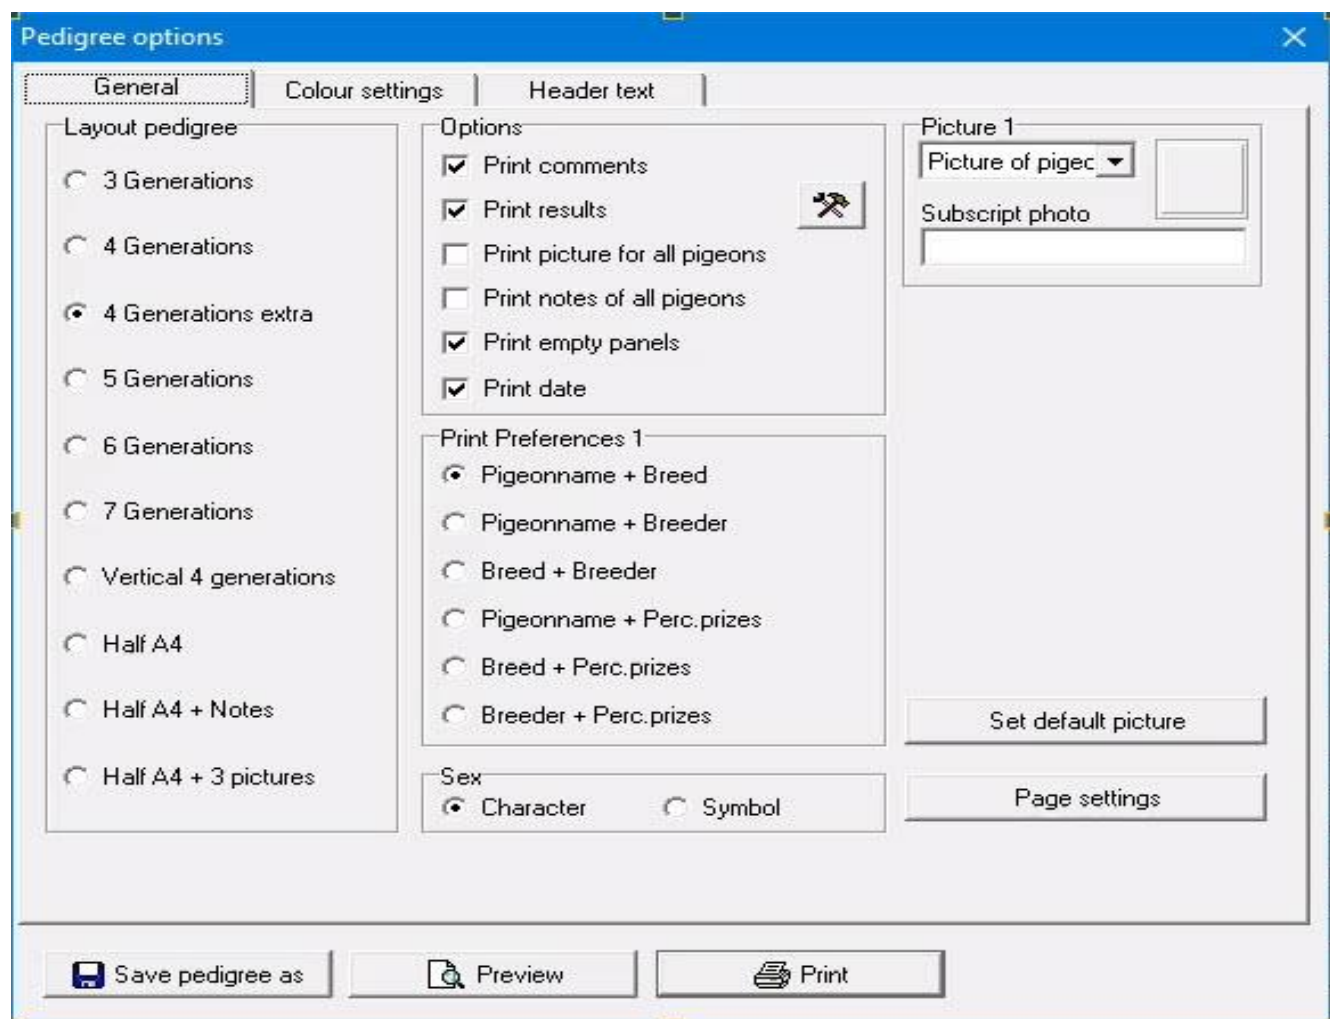 Pedigree options
General
Colour settings
Header text
Layout pedigree
3 Generations
4 Generations
4 Generations extra
5 Generations
6 Generations
7 Generations
Vertical 4 generations
Half A4
Half A4 + Notes
Half A4 + 3 pictures
Options
Print comments
Print results
Print picture for all pigeons
Print notes of all pigeons
Print empty panels
Print date
Print Preferences 1
Pigeonname + Breed
Pigeonname + Breeder
Breed + Breeder
Pigeonname + Perc.prizes
Breed + Perc.prizes
Breeder + Perc.prizes
Sex
Character
Symbol
Picture 1
Picture of pigec
Subscript photo
Set default picture
Page settings
Save pedigree as
Preview
Print